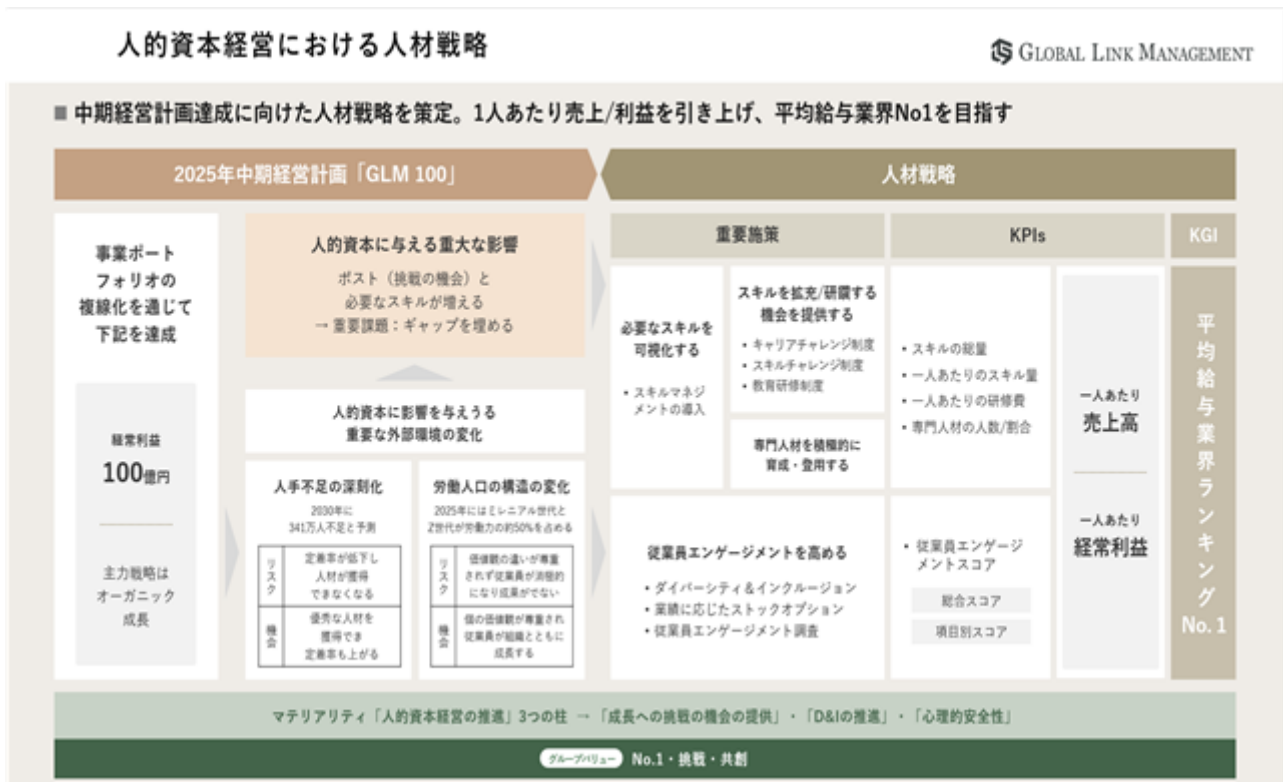 人的資本経営における人材戦略
GLOBAL LINK MANAGEMENT
■ 中期経営計画達成に向けた人材戦略を策定。1人あたり売上/利益を引き上げ、平均給与業界No1を目指す
2025年中期経営計画「GLM 100」
事業ポート
フォリオの
複線化を通じて
下記を達成
経常利益
100億円
主力戦略は
オーガニック
成長
人的資本に与える重大な影響
ポスト（挑戦の機会）と
必要なスキルが増える
→ 重要課題：ギャップを埋める
人的資本に影響を与えうる
重要な外部環境の変化
人手不足の深刻化
2030年に
341万人不足と予測
リスク
定着率が低下し
人材が獲得
できなくなる
機会
優秀な人材を
獲得でき
定着率も上がる
労働人口の構造の変化
2025年にはミレニアル世代と
Z世代が労働力の約50%を占める
リスク
価値観の違いが尊重
されず従業員が消極的
になり成果がでない
機会
個の価値観が尊重され
従業員が組織とともに
成長する
人材戦略
重要施策
必要なスキルを
可視化する
• スキルマネジ
メントの導入
スキルを拡充/研鑽する
機会を提供する
• キャリアチャレンジ制度
• スキルチャレンジ制度
• 教育研修制度
専門人材を積極的に
育成・登用する
従業員エンゲージメントを高める
• ダイバーシティ＆インクルージョン
•業績に応じたストックオプション
• 従業員エンゲージメント調査
KPIs
• スキルの総量
• 一人あたりのスキル量
• 一人あたりの研修費
• 専門人材の人数/割合
• 従業員エンゲージ
メントスコア
総合スコア
項目別スコア
一人あたり
売上高
一人あたり
経常利益
KGI
平均給与業界ランキング
No. 1
マテリアリティ「人的資本経営の推進」3つの柱 → 「成長への挑戦の機会の提供」・「D&Iの推進」・「心理的安全性」
グループバリュー No.1・挑戦・共創